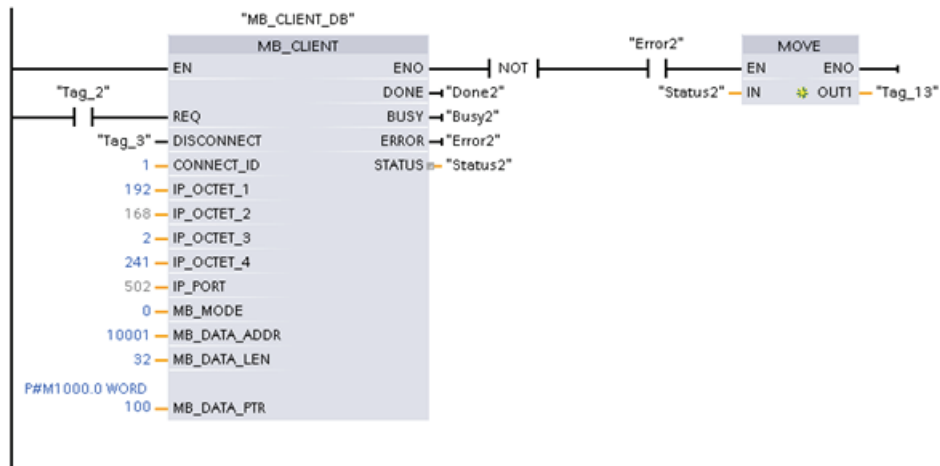 "MB_CLIENT_DB"
MB_CLIENT
"Error2"
MOVE
EN ENO NOT EN ENO
"Tag_2" DONE "Done2" "Status2" IN OUT1 "Tag_13"
REQ BUSY "Busy2"
"Tag_3" DISCONNECT ERROR "Error2"
1 CONNECT_ID STATUS "Status2"
192 IP_OCTET_1
168 IP_OCTET_2
2 IP_OCTET_3
241 IP_OCTET_4
502 IP_PORT
0 MB_MODE
10001 MB_DATA_ADDR
32 MB_DATA_LEN
P#M1000.0 WORD
100 MB_DATA_PTR